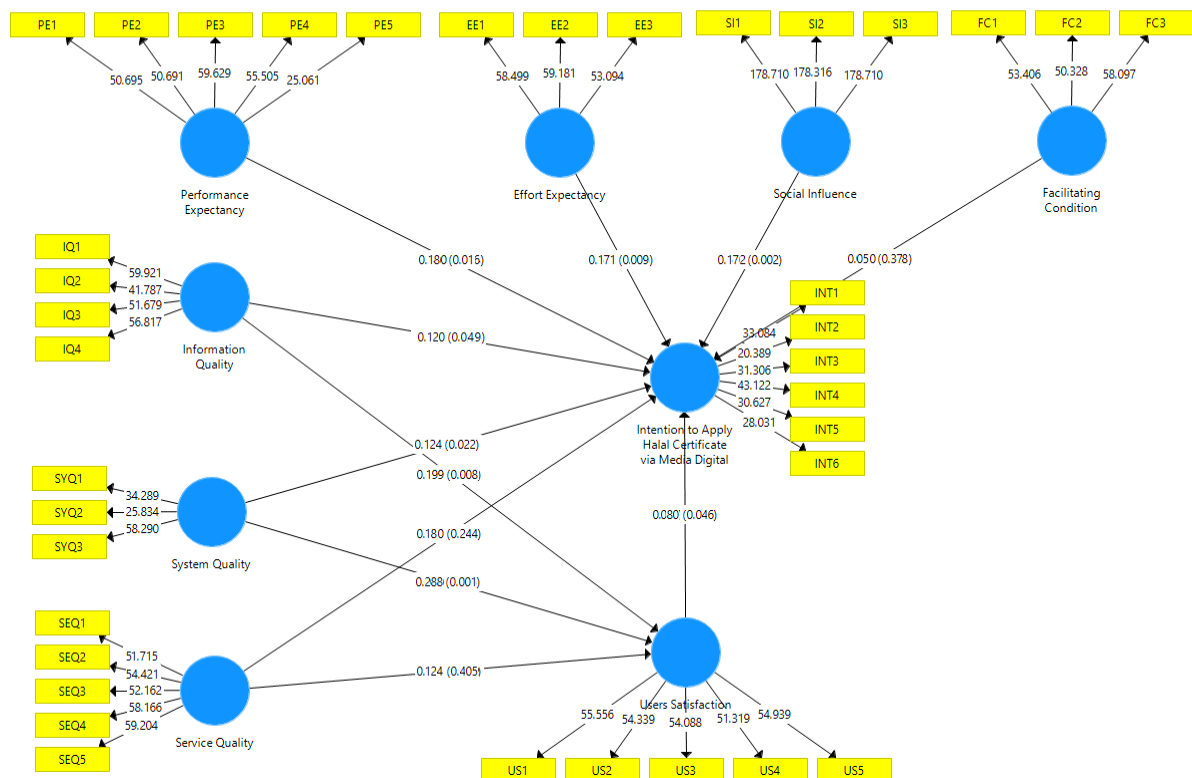 PE1 PE2 PE3 PE4 PE5 EE1 EE2 EE3 SI1 SI2 SI3 FC1 FC2 FC3
50.695 50.691 59.629 55.505 25.061 58.499 59.181 53.094 178.710 178.316 178.710 53.406 50.328 58.097
Performance
Expectancy
Effort Expectancy
Social Influence
Facilitating
Condition
IQ1
IQ2
IQ3
IQ4
59.921
41.787
51.679
56.817
Information
Quality
0.180 (0.015)
0.171 (0.009)
0.172 (0.002)
0.050 (0.378)
0.120 (0.049)
INT1
INT2
INT3
INT4
INT5
INT6
33.084
20.389
31.306
43.122
30.627
28.031
Intention to Apply
Halal Certificate
via Media Digital
0.124 (0.022)
0.199 (0.008)
0.180 (0.244)
0.080 (0.046)
0.288 (0.001)
0.124 (0.405)
SYQ1
SYQ2
SYQ3
34.289
25.834
58.290
System Quality
SEQ1
SEQ2
SEQ3
SEQ4
SEQ5
51.715
54.421
52.162
58.166
59.204
Service Quality
Users Satisfaction
55.556 54.339 54.088 51.319 54.939
US1 US2 US3 US4 US5